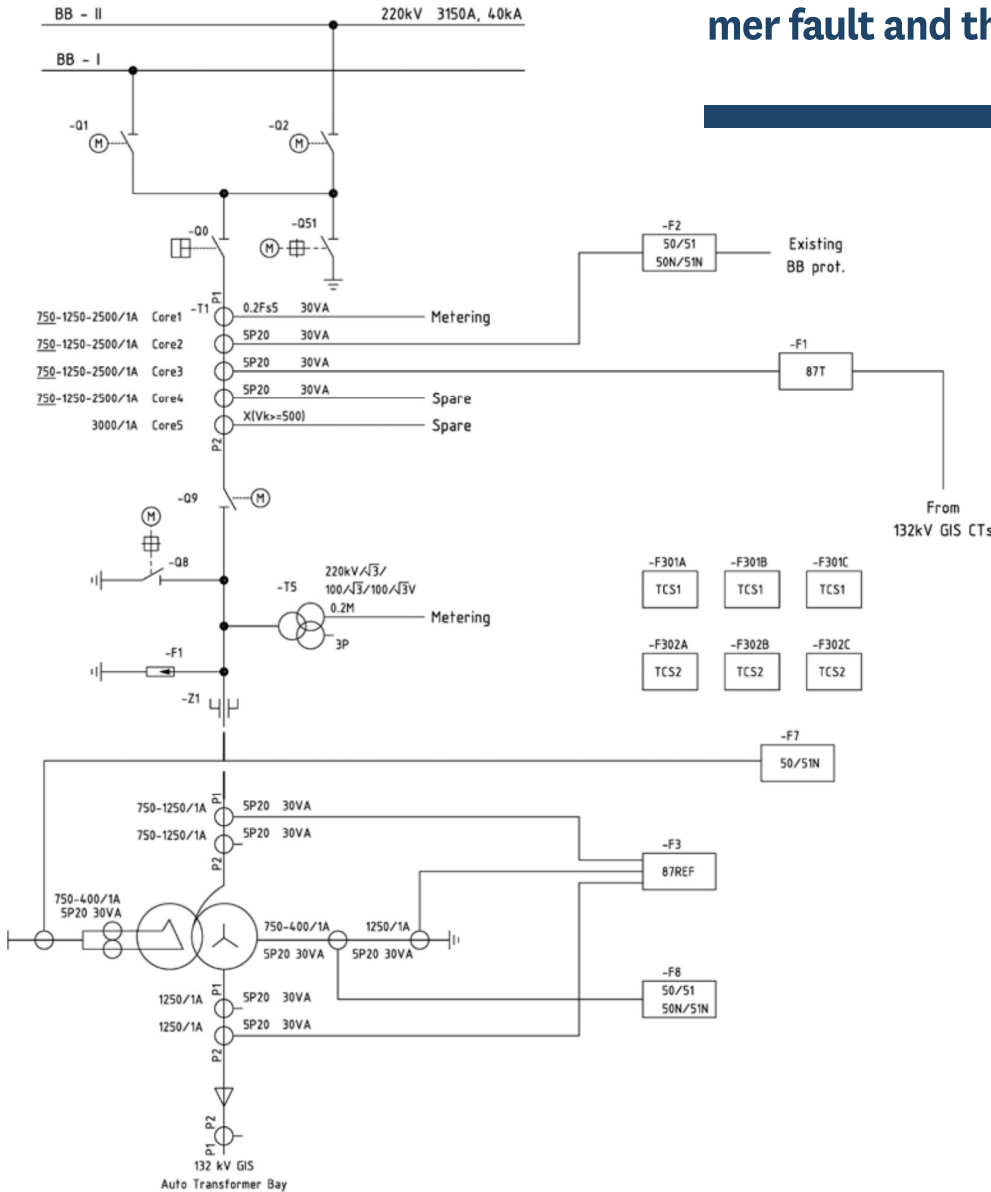 mer fault and th
BB - II 220kV 3150A, 40kA
BB - I
-Q1 -Q2
M M
-Q0 -Q51
M
-F2
50/51
50N/51N
Existing
BB prot.
P1
750-1250-2500/1A Core1 -T1 0.2Fs5 30VA Metering
750-1250-2500/1A Core2 5P20 30VA
750-1250-2500/1A Core3 5P20 30VA
-F1
87T
750-1250-2500/1A Core4 5P20 30VA Spare
3000/1A Core5 X(Vk>=500) Spare
P2
-Q9 M
From
132kV GIS CTs
M
-Q8
-T5
220kV/√3/
100/√3/100/√3V
0.2M Metering
3P
-F301A -F301B -F301C
TCS1 TCS1 TCS1
-F302A -F302B -F302C
TCS2 TCS2 TCS2
-F1
-Z1
-F7
50/51N
P1
750-1250/1A 5P20 30VA
750-1250/1A 5P20 30VA
P2
-F3
87REF
750-400/1A
5P20 30VA
750-400/1A 1250/1A
5P20 30VA 5P20 30VA
-F8
50/51
50N/51N
P1
1250/1A 5P20 30VA
1250/1A 5P20 30VA
P2
P2
P1
132 kV GIS
Auto Transformer Bay